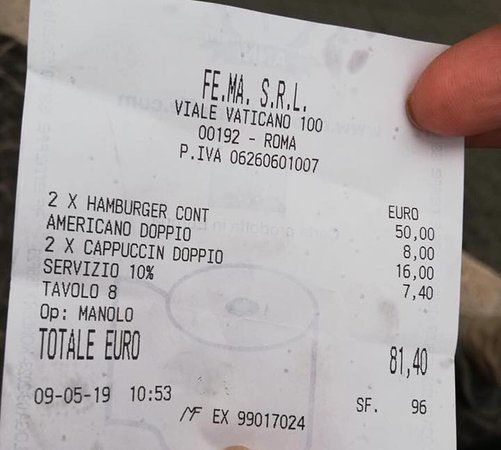 FE.MA. S.R.L.
VIALE VATICANO 100
00192 - ROMA
P.IVA 06260601007
EURO
2 X HAMBURGER CONT 50,00
AMERICANO DOPPIO 8,00
2 X CAPPUCCIN DOPPIO 16,00
SERVIZIO 10% 7,40
TAVOLO 8
Op: MANOLO
TOTALE EURO 81,40
09-05-19 10:53 SF. 96
MF EX 99017024